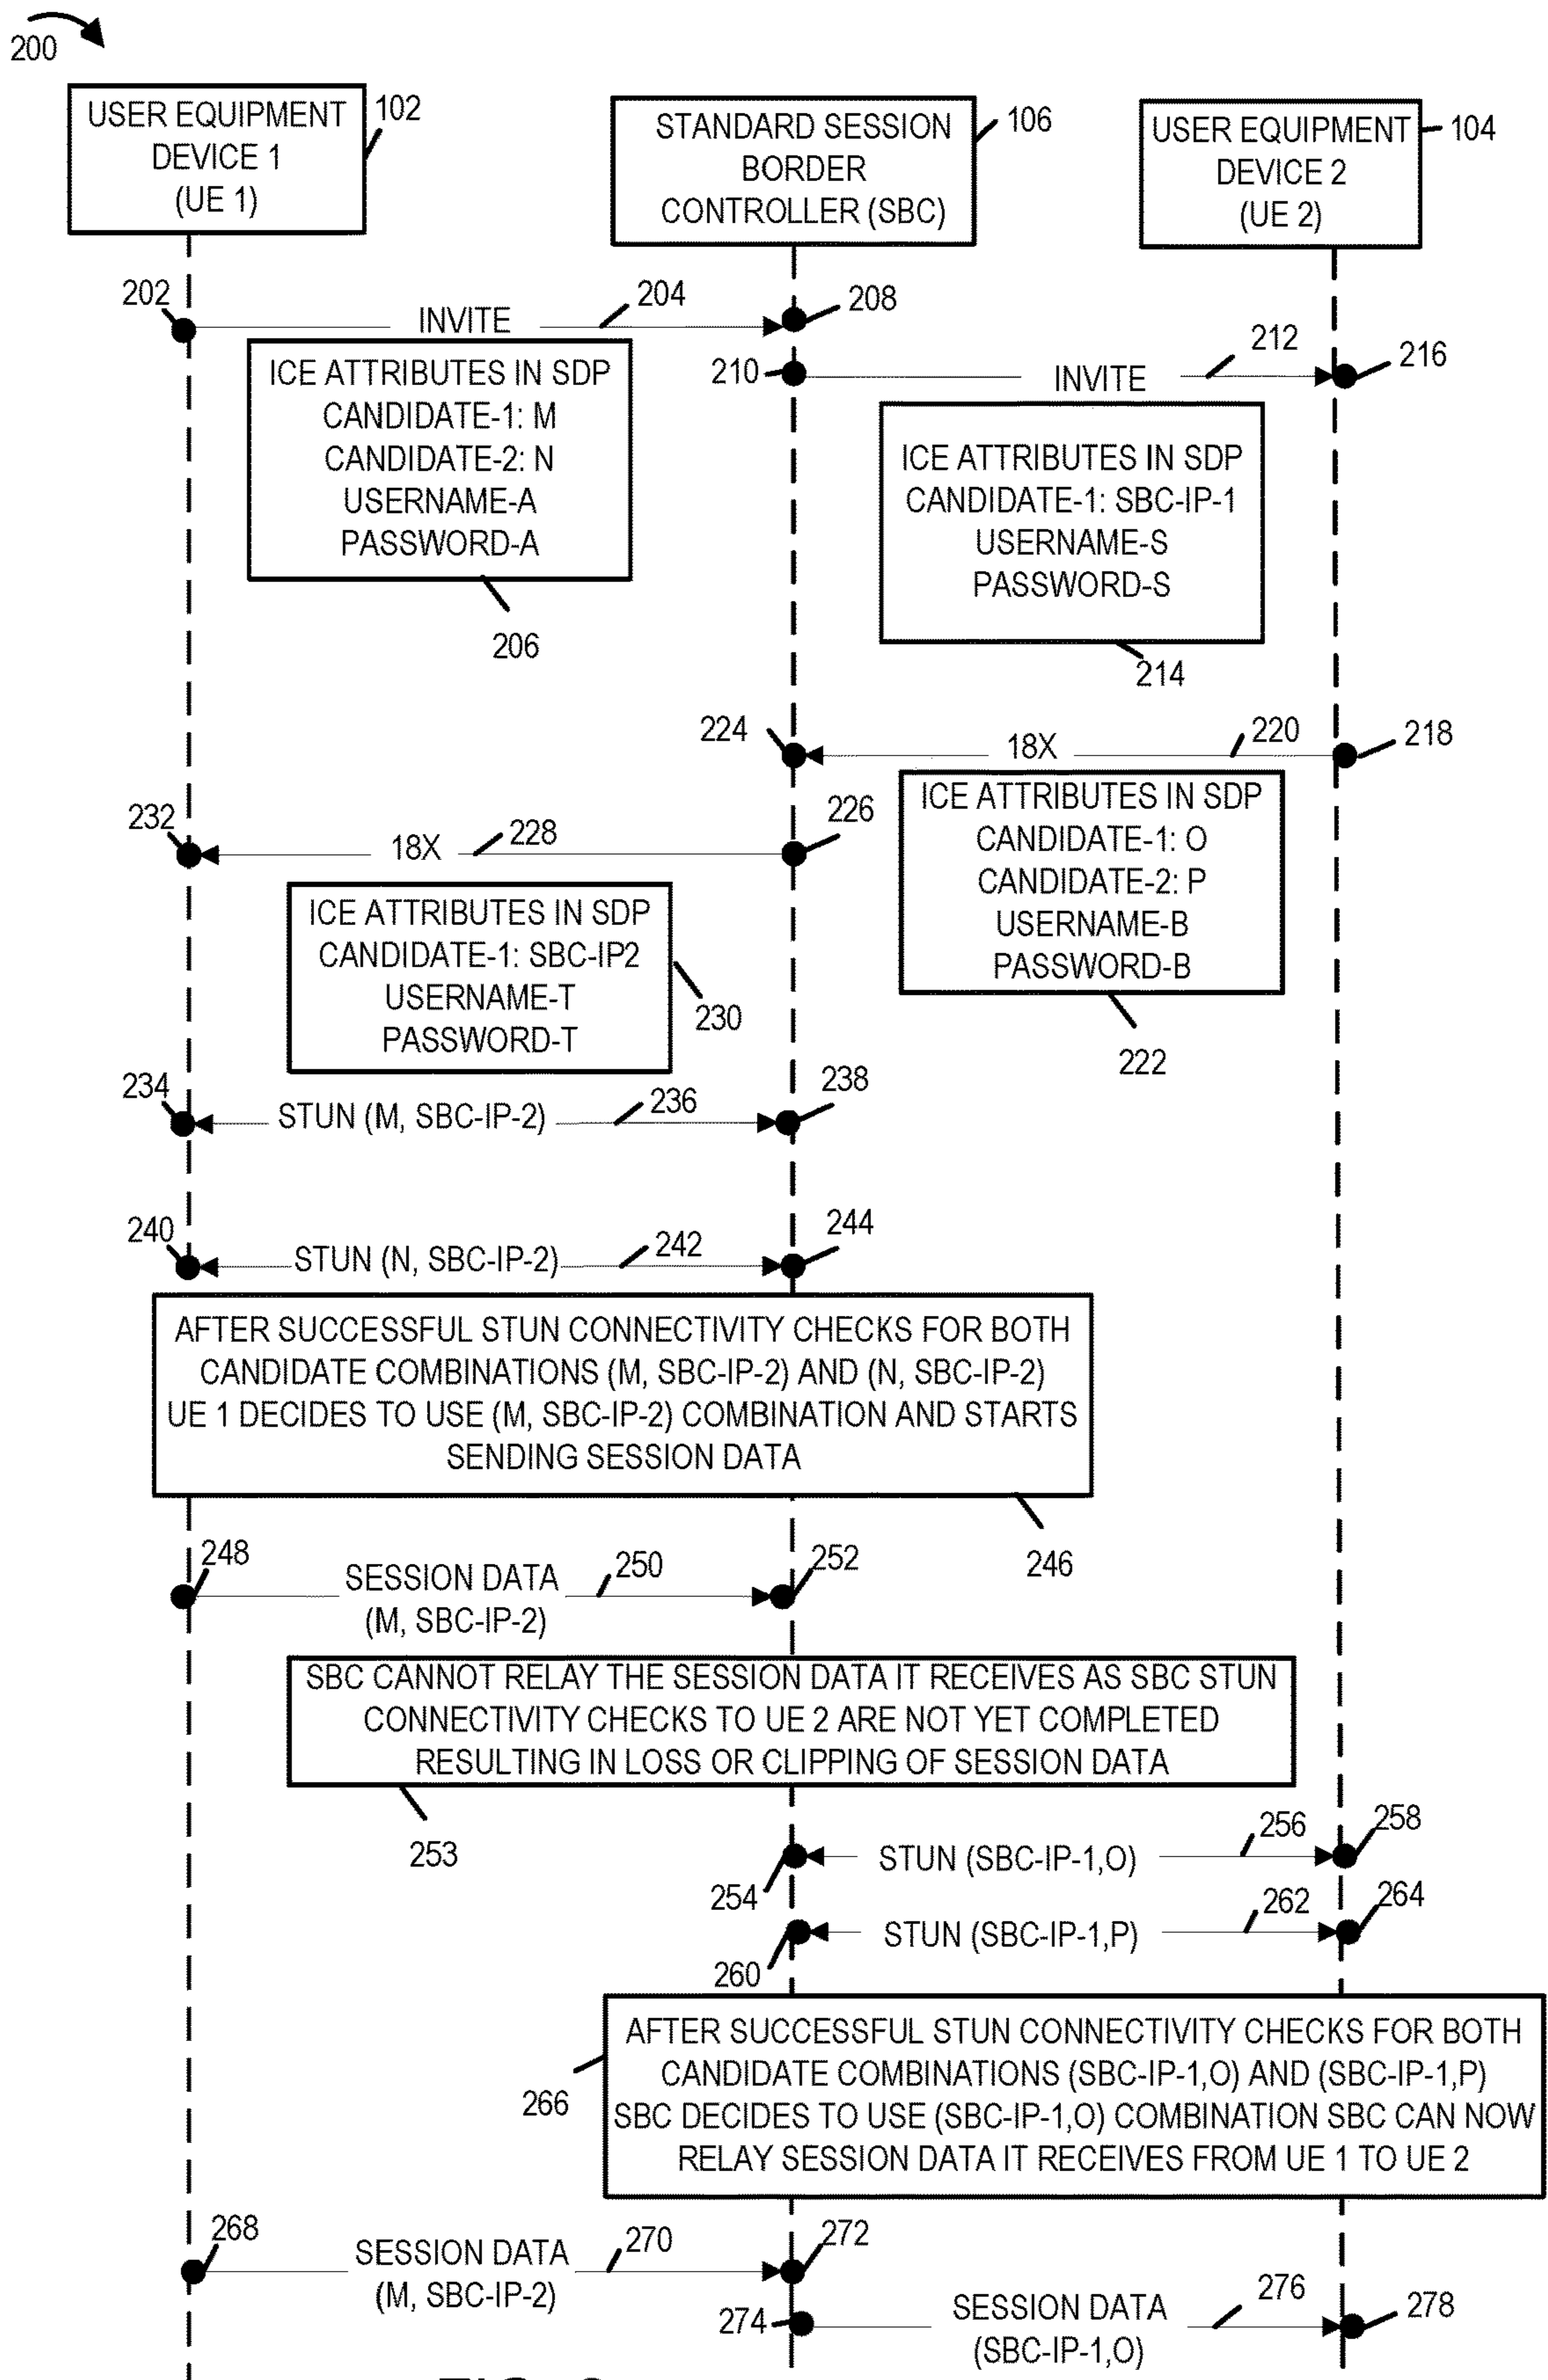 200
USER EQUIPMENT
DEVICE 1
(UE 1)
102
STANDARD SESSION
BORDER
CONTROLLER (SBC)
106
USER EQUIPMENT
DEVICE 2
(UE 2)
104
202
INVITE
204
208
ICE ATTRIBUTES IN SDP
CANDIDATE-1: M
CANDIDATE-2: N
USERNAME-A
PASSWORD-A
206
210
INVITE
212
216
ICE ATTRIBUTES IN SDP
CANDIDATE-1: SBC-IP-1
USERNAME-S
PASSWORD-S
214
224
18X
220
218
ICE ATTRIBUTES IN SDP
CANDIDATE-1: O
CANDIDATE-2: P
USERNAME-B
PASSWORD-B
222
232
18X
228
226
ICE ATTRIBUTES IN SDP
CANDIDATE-1: SBC-IP2
USERNAME-T
PASSWORD-T
230
234
STUN (M, SBC-IP-2)
236
238
240
STUN (N, SBC-IP-2)
242
244
AFTER SUCCESSFUL STUN CONNECTIVITY CHECKS FOR BOTH
CANDIDATE COMBINATIONS (M, SBC-IP-2) AND (N, SBC-IP-2)
UE 1 DECIDES TO USE (M, SBC-IP-2) COMBINATION AND STARTS
SENDING SESSION DATA
246
248
SESSION DATA
(M, SBC-IP-2)
250
252
SBC CANNOT RELAY THE SESSION DATA IT RECEIVES AS SBC STUN
CONNECTIVITY CHECKS TO UE 2 ARE NOT YET COMPLETED
RESULTING IN LOSS OR CLIPPING OF SESSION DATA
253
254
STUN (SBC-IP-1,O)
256
258
260
STUN (SBC-IP-1,P)
262
264
AFTER SUCCESSFUL STUN CONNECTIVITY CHECKS FOR BOTH
CANDIDATE COMBINATIONS (SBC-IP-1,O) AND (SBC-IP-1,P)
SBC DECIDES TO USE (SBC-IP-1,O) COMBINATION SBC CAN NOW
RELAY SESSION DATA IT RECEIVES FROM UE 1 TO UE 2
266
268
SESSION DATA
(M, SBC-IP-2)
270
272
274
SESSION DATA
(SBC-IP-1,O)
276
278